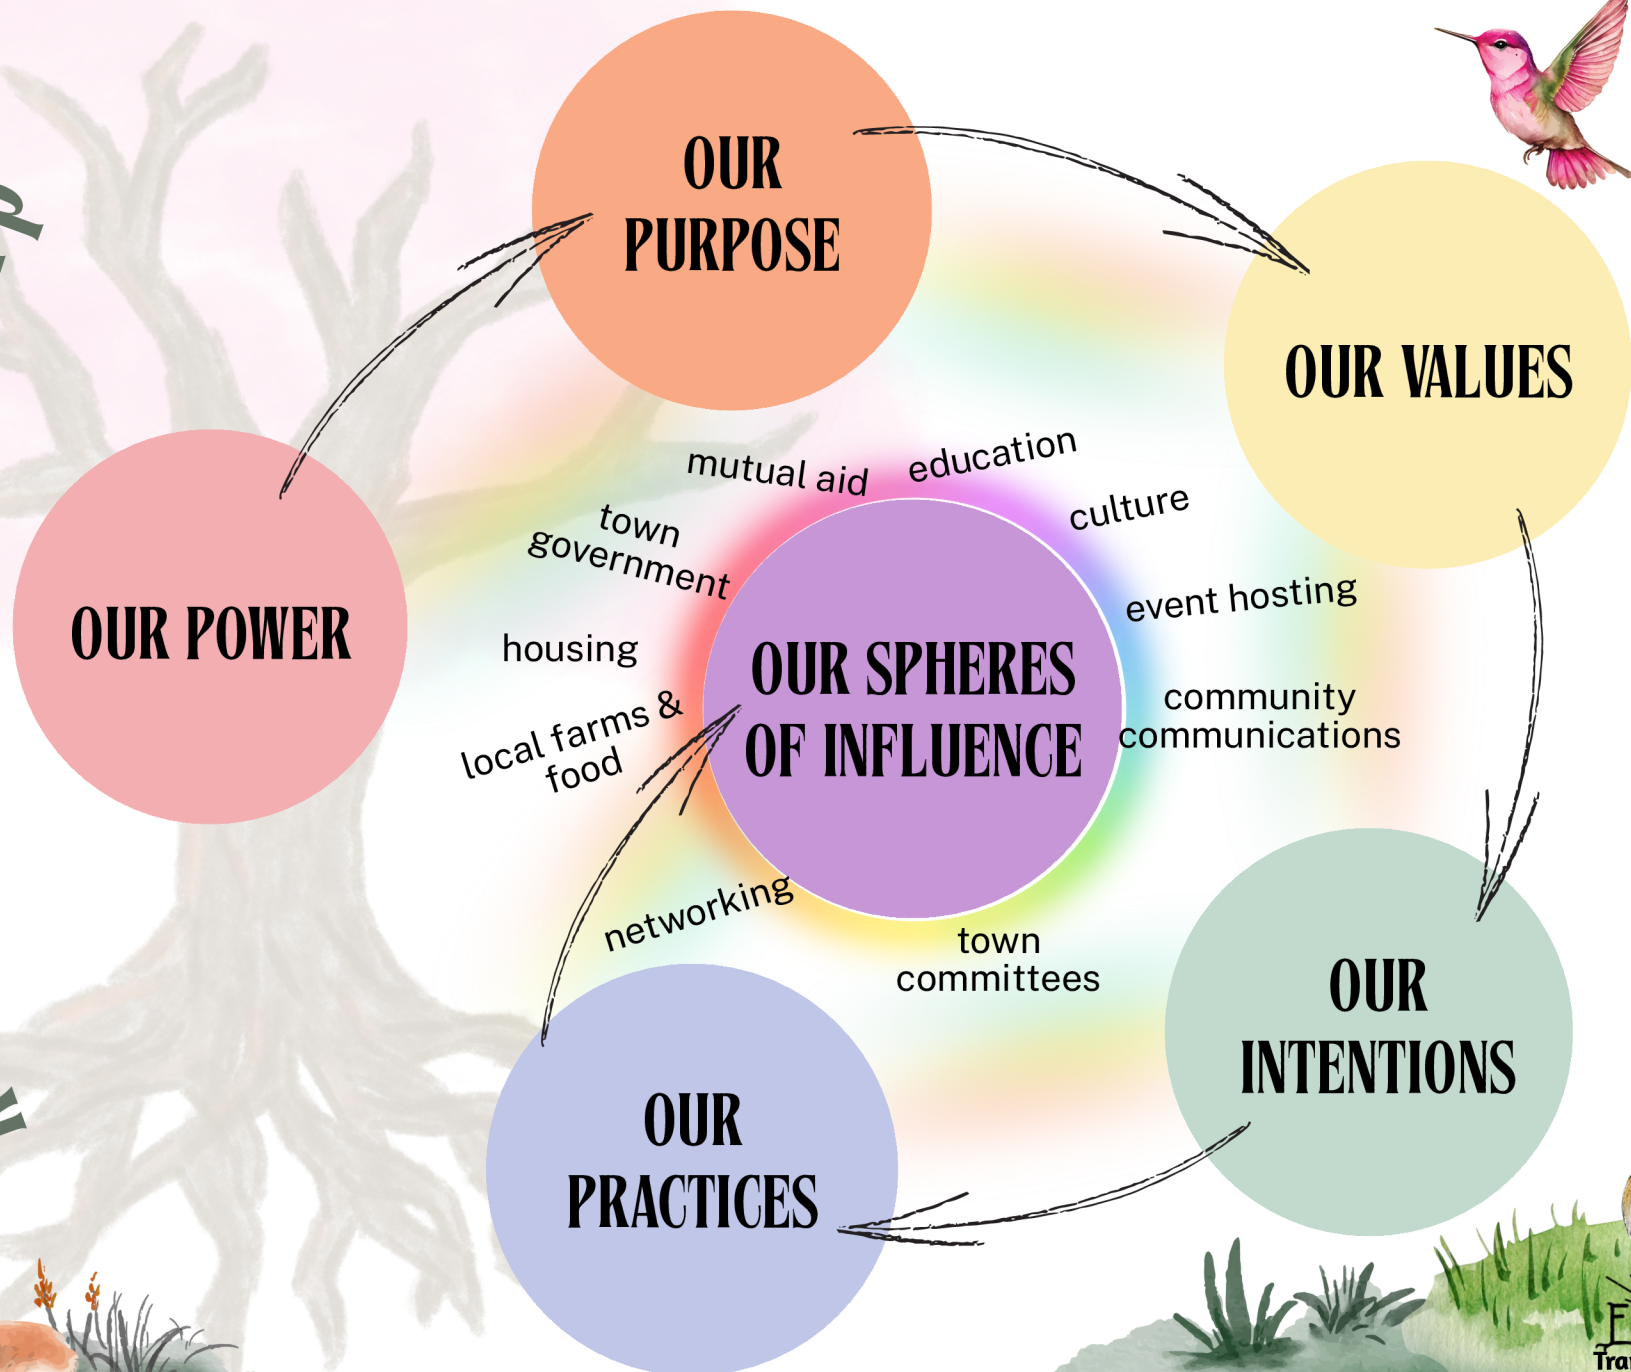 OUR
PURPOSE
OUR VALUES
mutual aid
education
culture
town
government
event hosting
OUR POWER
housing
OUR SPHERES
OF INFLUENCE
community
communications
local farms &
food
networking
town
committees
OUR
INTENTIONS
OUR
PRACTICES